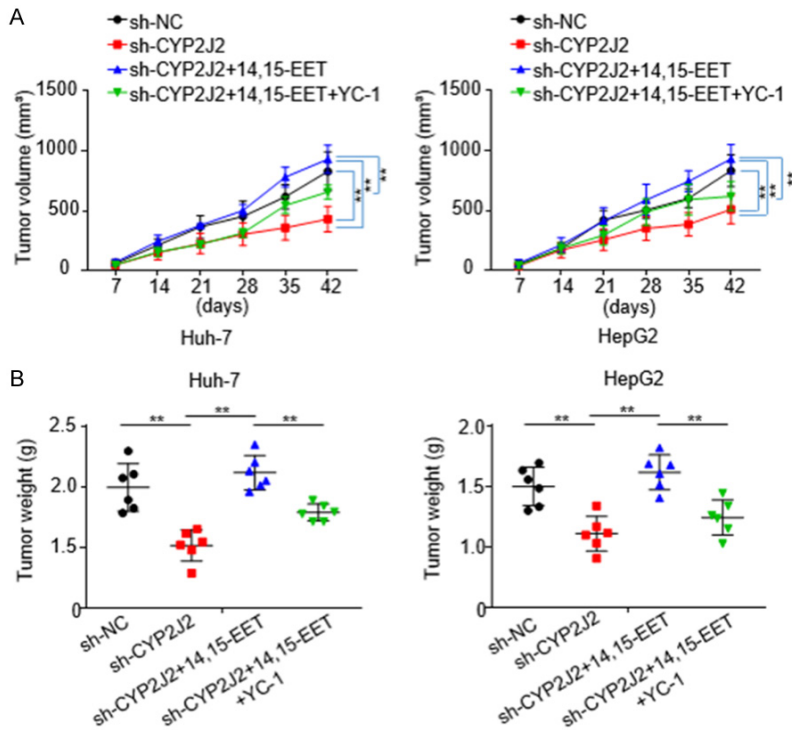 A
sh-NC
sh-CYP2J2
sh-CYP2J2+14,15-EET
sh-CYP2J2+14,15-EET+YC-1
Tumor volume (mm³)
1500
1000
500
0
7 14 21 28 35 42
(days)
Huh-7
**
**
**
sh-NC
sh-CYP2J2
sh-CYP2J2+14,15-EET
sh-CYP2J2+14,15-EET+YC-1
Tumor volume (mm³)
1500
1000
500
0
7 14 21 28 35 42
(days)
HepG2
**
**
**
B
Huh-7
Tumor weight (g)
2.5
2.0
1.5
0
** ** **
sh-NC
sh-CYP2J2
sh-CYP2J2+14,15-EET
sh-CYP2J2+14,15-EET
+YC-1
HepG2
Tumor weight (g)
2.0
1.5
1.0
0
** ** **
sh-NC
sh-CYP2J2
sh-CYP2J2+14,15-EET
sh-CYP2J2+14,15-EET
+YC-1